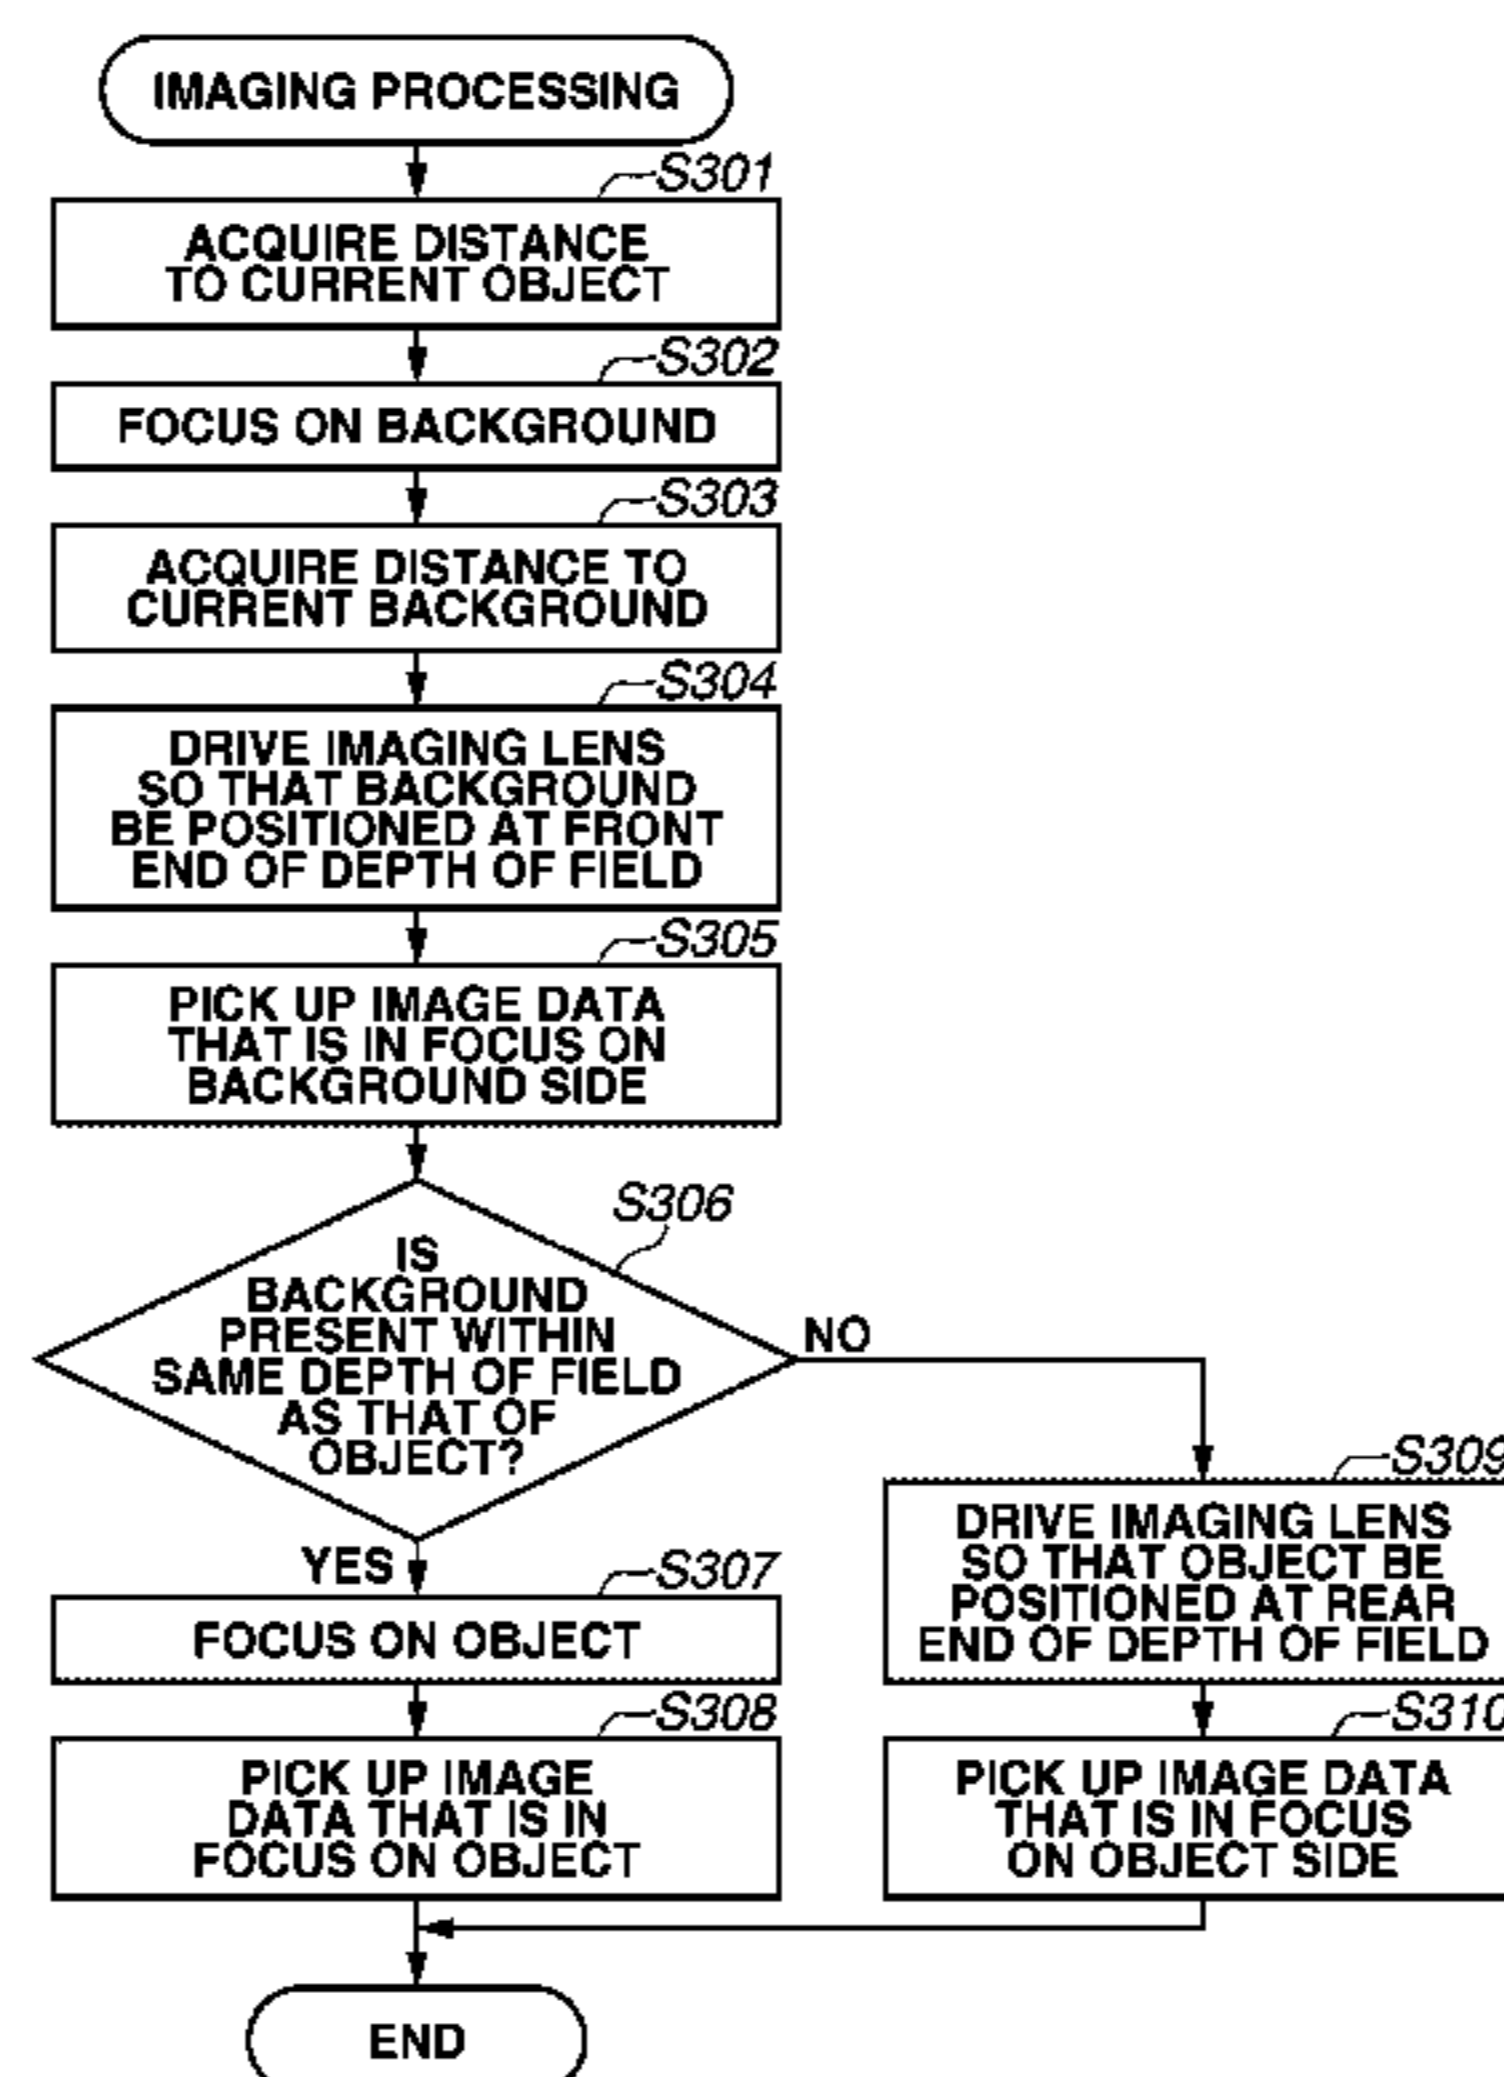 IMAGING PROCESSING
S301
ACQUIRE DISTANCE
TO CURRENT OBJECT
S302
FOCUS ON BACKGROUND
S303
ACQUIRE DISTANCE TO
CURRENT BACKGROUND
S304
DRIVE IMAGING LENS
SO THAT BACKGROUND
BE POSITIONED AT FRONT
END OF DEPTH OF FIELD
S305
PICK UP IMAGE DATA
THAT IS IN FOCUS ON
BACKGROUND SIDE
S306
IS
BACKGROUND
PRESENT WITHIN
SAME DEPTH OF FIELD
AS THAT OF
OBJECT?
NO
YES
S307
FOCUS ON OBJECT
S308
PICK UP IMAGE
DATA THAT IS IN
FOCUS ON OBJECT
S309
DRIVE IMAGING LENS
SO THAT OBJECT BE
POSITIONED AT REAR
END OF DEPTH OF FIELD
S310
PICK UP IMAGE DATA
THAT IS IN FOCUS
ON OBJECT SIDE
END